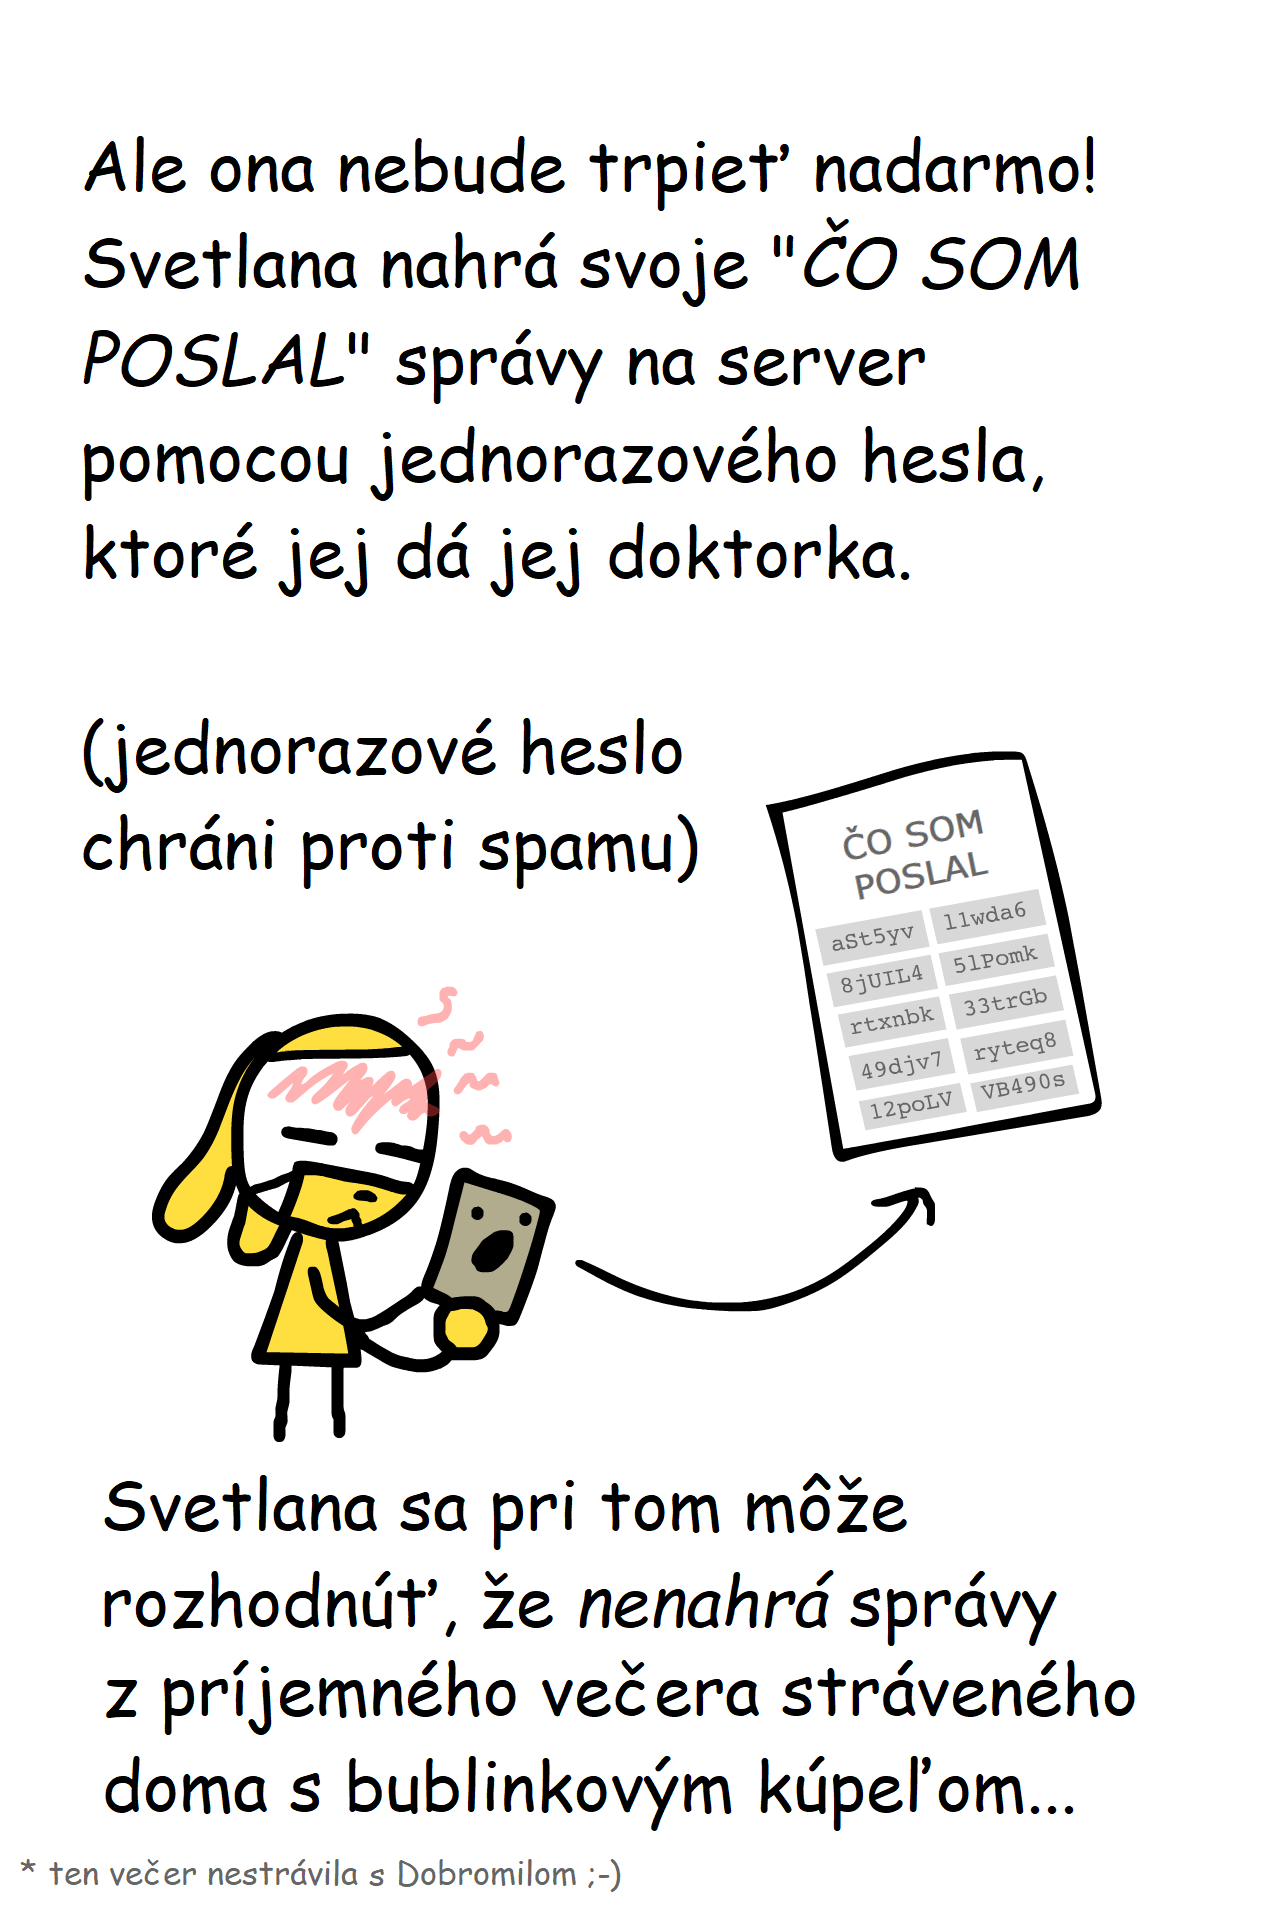 Ale ona nebude trpieť nadarmo!
Svetlana nahrá svoje "ČO SOM
POSLAL" správy na server
pomocou jednorazového hesla,
ktoré jej dá jej doktorka.
(jednorazové heslo
chráni proti spamu)
ČO SOM
POSLAL
aSt5yv l1wda6
8jUIL4 5lPomk
rtxnbk 33trGb
49djv7 ryteq8
12poLV VB490s
Svetlana sa pri tom môže
rozhodnúť, že nenahrá správy
z príjemného večera stráveného
doma s bublinkovým kúpeľom...
* ten večer nestrávila s Dobromilom ;-)